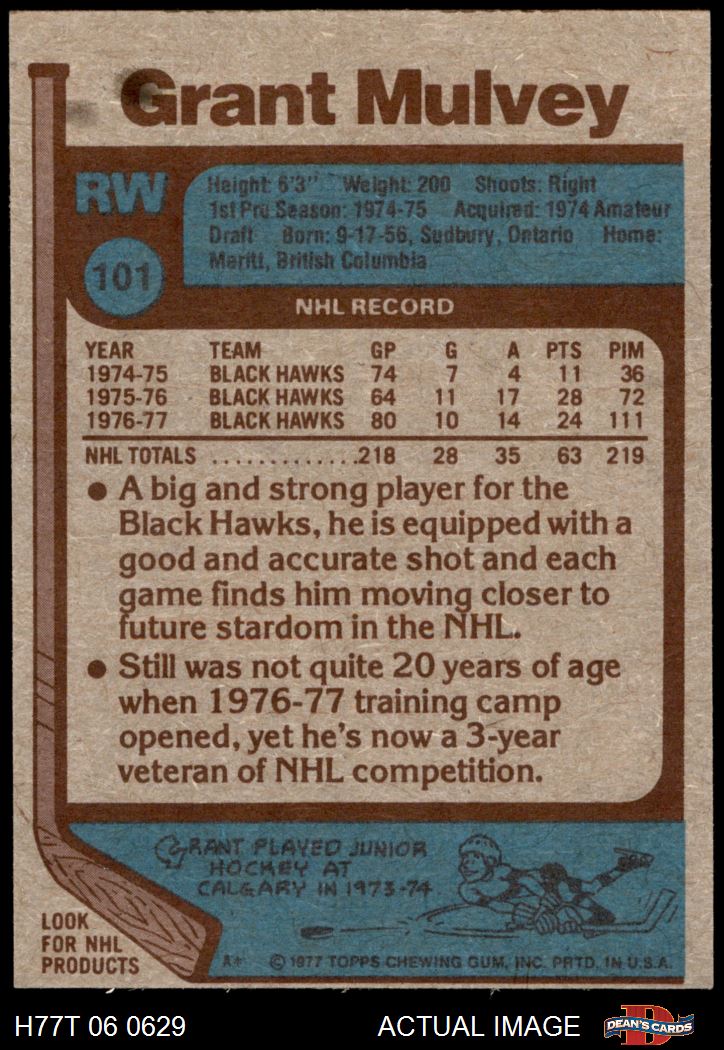 Grant Mulvey
RW
101
Height: 6'3" Weight: 200 Shoots: Right
1st Pro Season: 1974-75 Acquired: 1974 Amateur
Draft Born: 9-17-56, Sudbury, Ontario Home:
Meritt, British Columbia
NHL RECORD
YEAR TEAM GP G A PTS PIM
1974-75 BLACK HAWKS 74 7 4 11 36
1975-76 BLACK HAWKS 64 11 17 28 72
1976-77 BLACK HAWKS 80 10 14 24 111
NHL TOTALS .............218 28 35 63 219
• A big and strong player for the
Black Hawks, he is equipped with a
good and accurate shot and each
game finds him moving closer to
future stardom in the NHL.
• Still was not quite 20 years of age
when 1976-77 training camp
opened, yet he's now a 3-year
veteran of NHL competition.
GRANT PLAYED JUNIOR
HOCKEY AT
CALGARY IN 1973-74
LOOK
FOR NHL
PRODUCTS
A* © 1977 TOPPS CHEWING GUM, INC. PRTD. IN U.S.A.
H77T 06 0629 ACTUAL IMAGE
D
DEAN'S CARDS